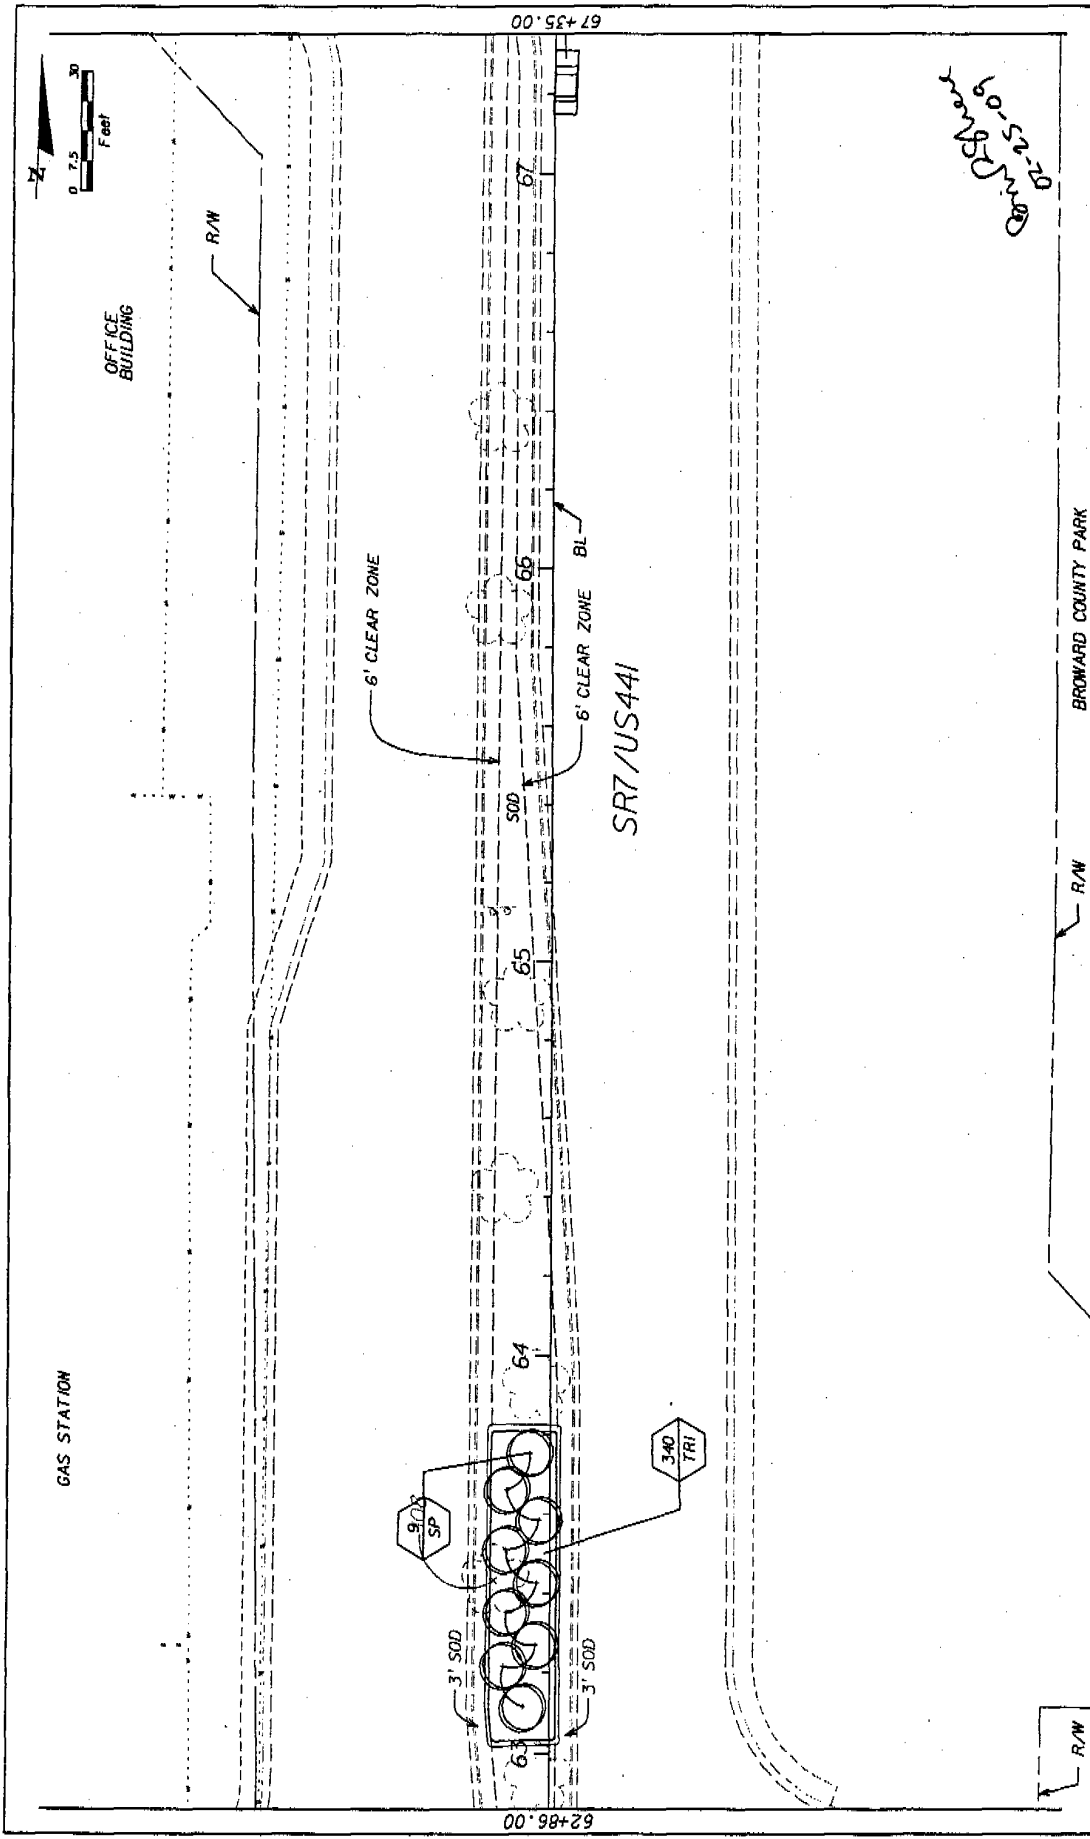 67+35.00
N
0 7.5 30
Feet
OFFICE
BUILDING
R/W
67
02-25-09
6' CLEAR ZONE
66
BL
6' CLEAR ZONE
SR7/US441
SOD
65
BROWARD COUNTY PARK
R/W
64
GAS STATION
340
TRI
SP
3' SOD
3' SOD
63
R/W
62+86.00